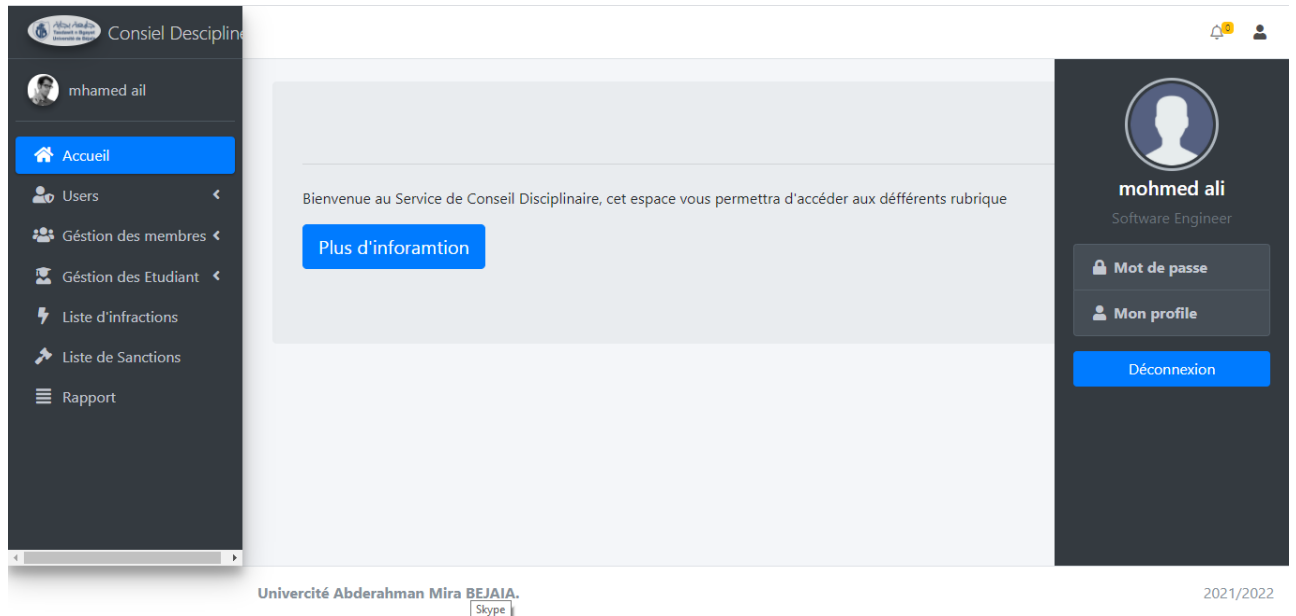 Consiel Descipline
0
mhamed ail
Accueil
Users
Géstion des membres
Géstion des Etudiant
Liste d'infractions
Liste de Sanctions
Rapport
Bienvenue au Service de Conseil Disciplinaire, cet espace vous permettra d'accéder aux défférents rubrique
Plus d'inforamtion
mohmed ali
Software Engineer
Mot de passe
Mon profile
Déconnexion
Univercité Abderahman Mira BEJAIA.
2021/2022
Skype